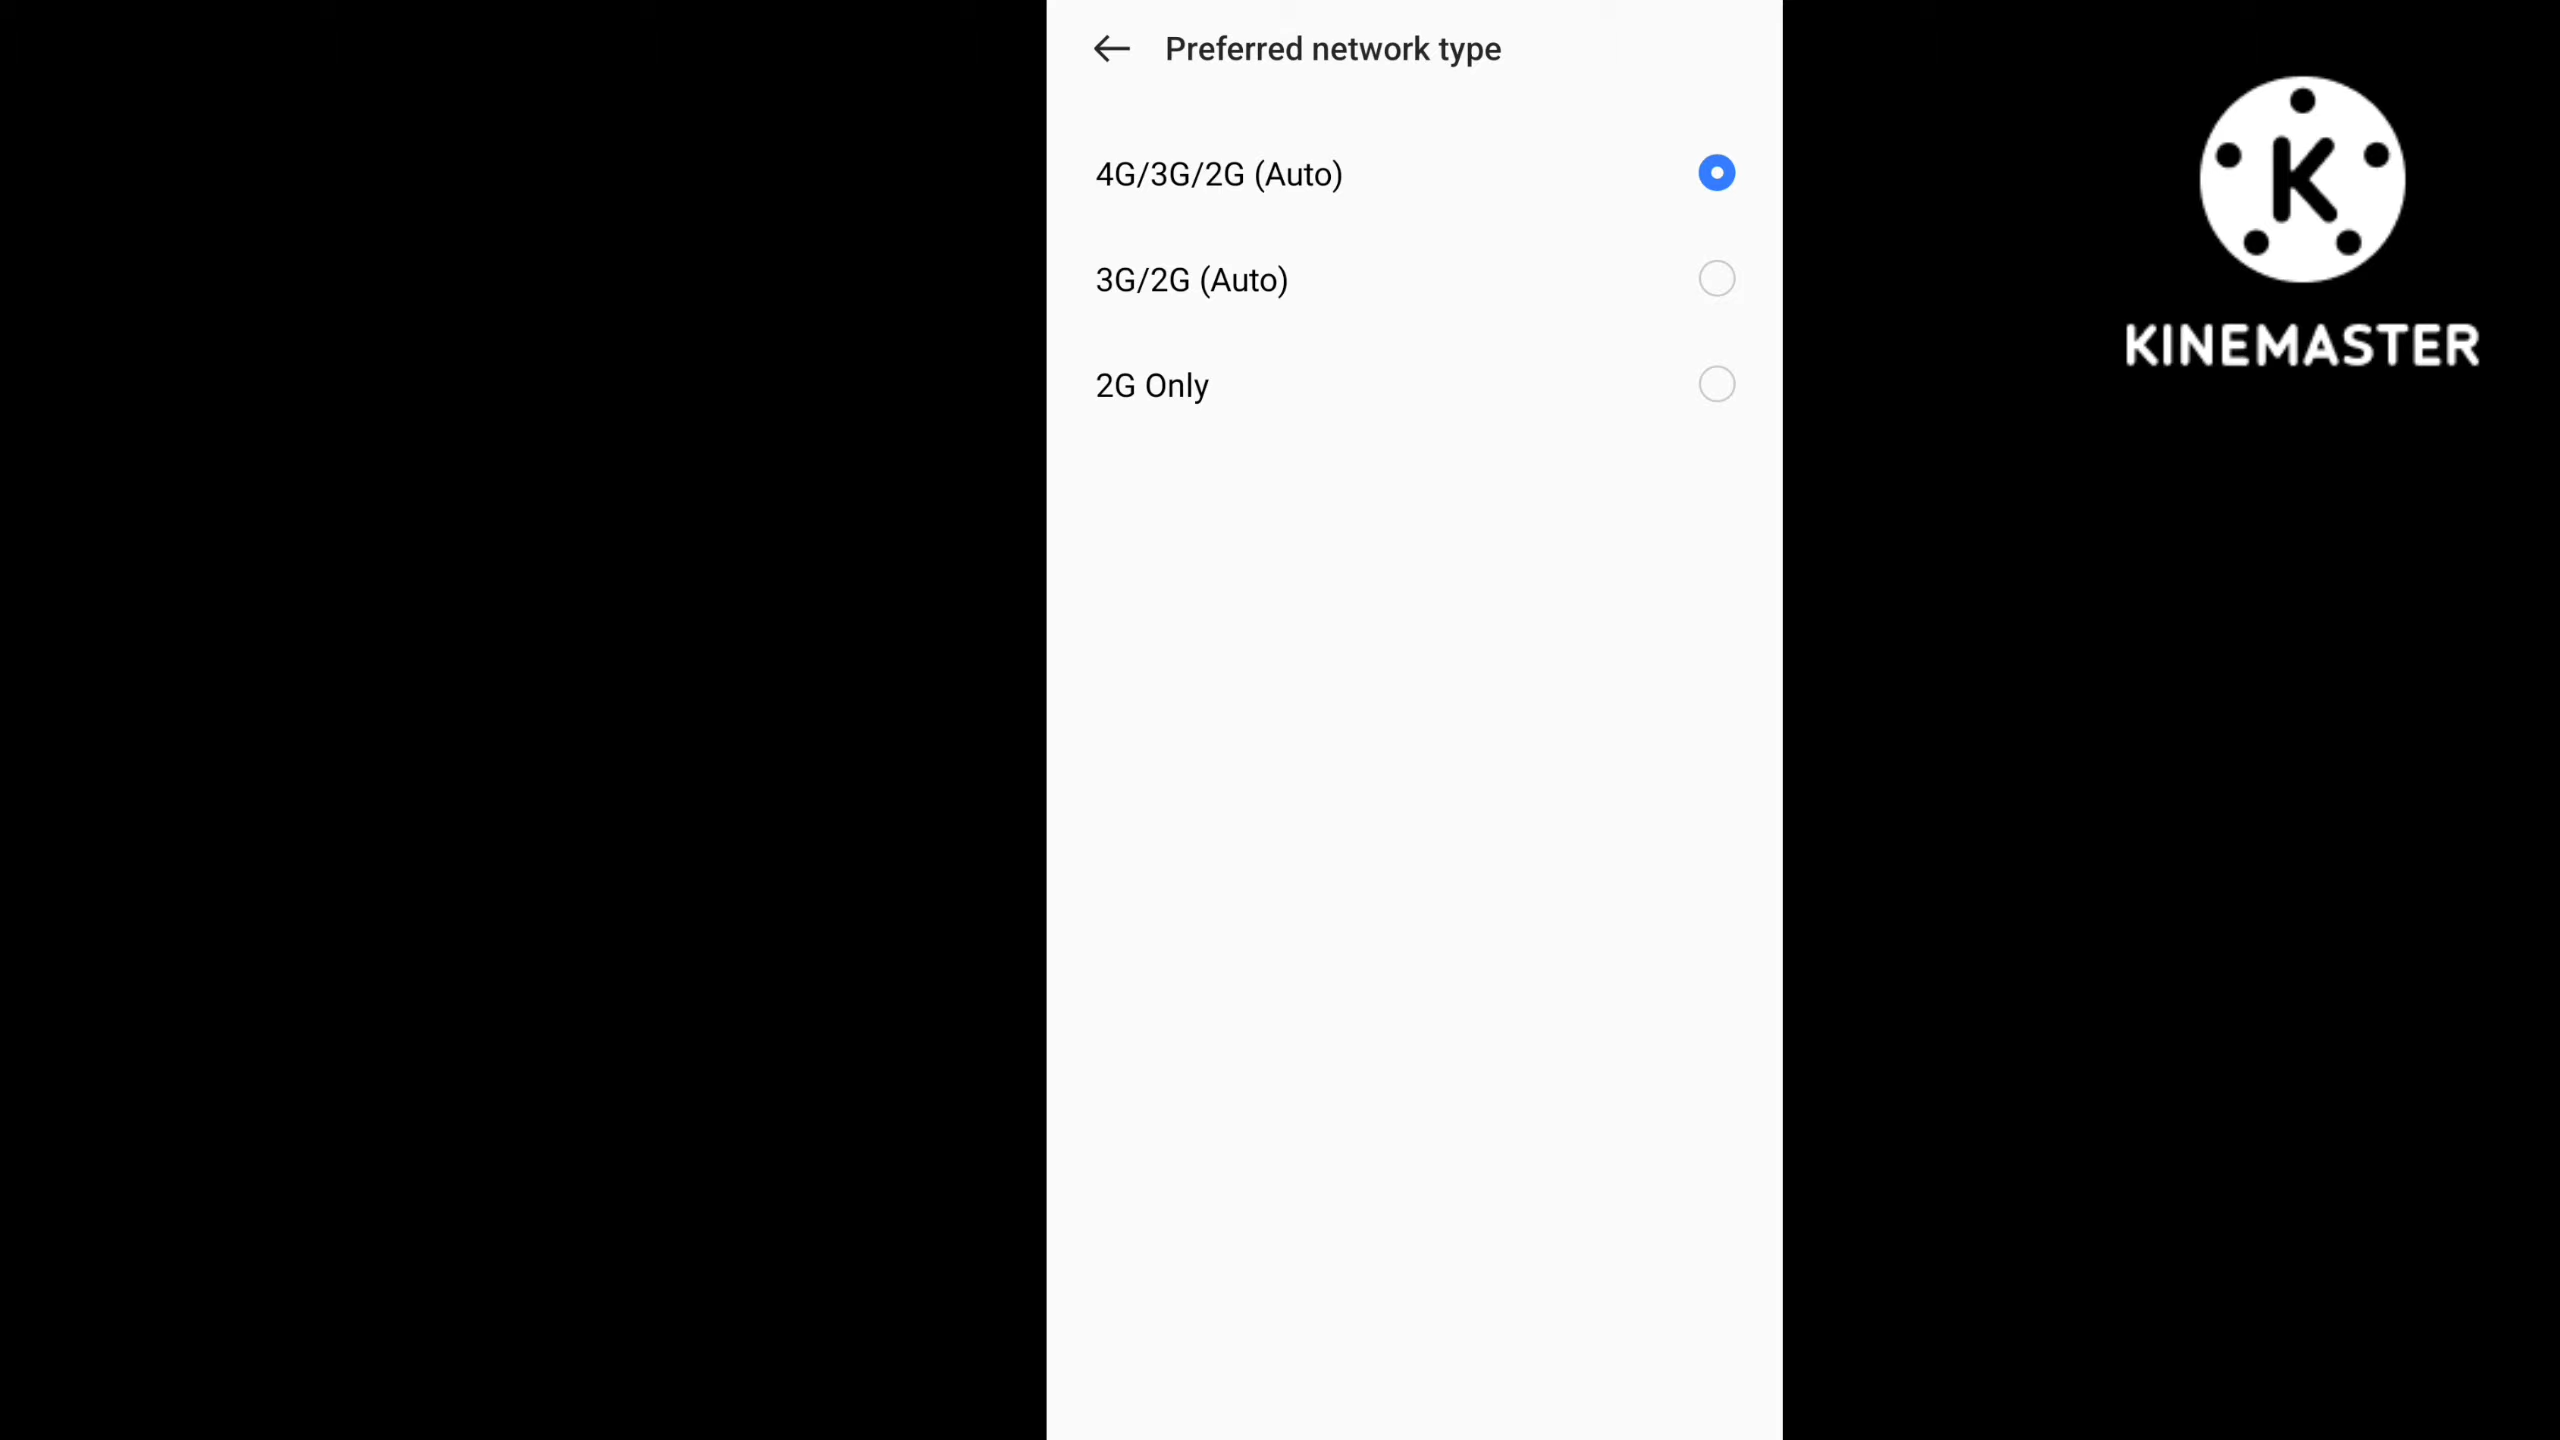 Preferred network type
4G/3G/2G (Auto)
3G/2G (Auto)
2G Only
K
KINEMASTER